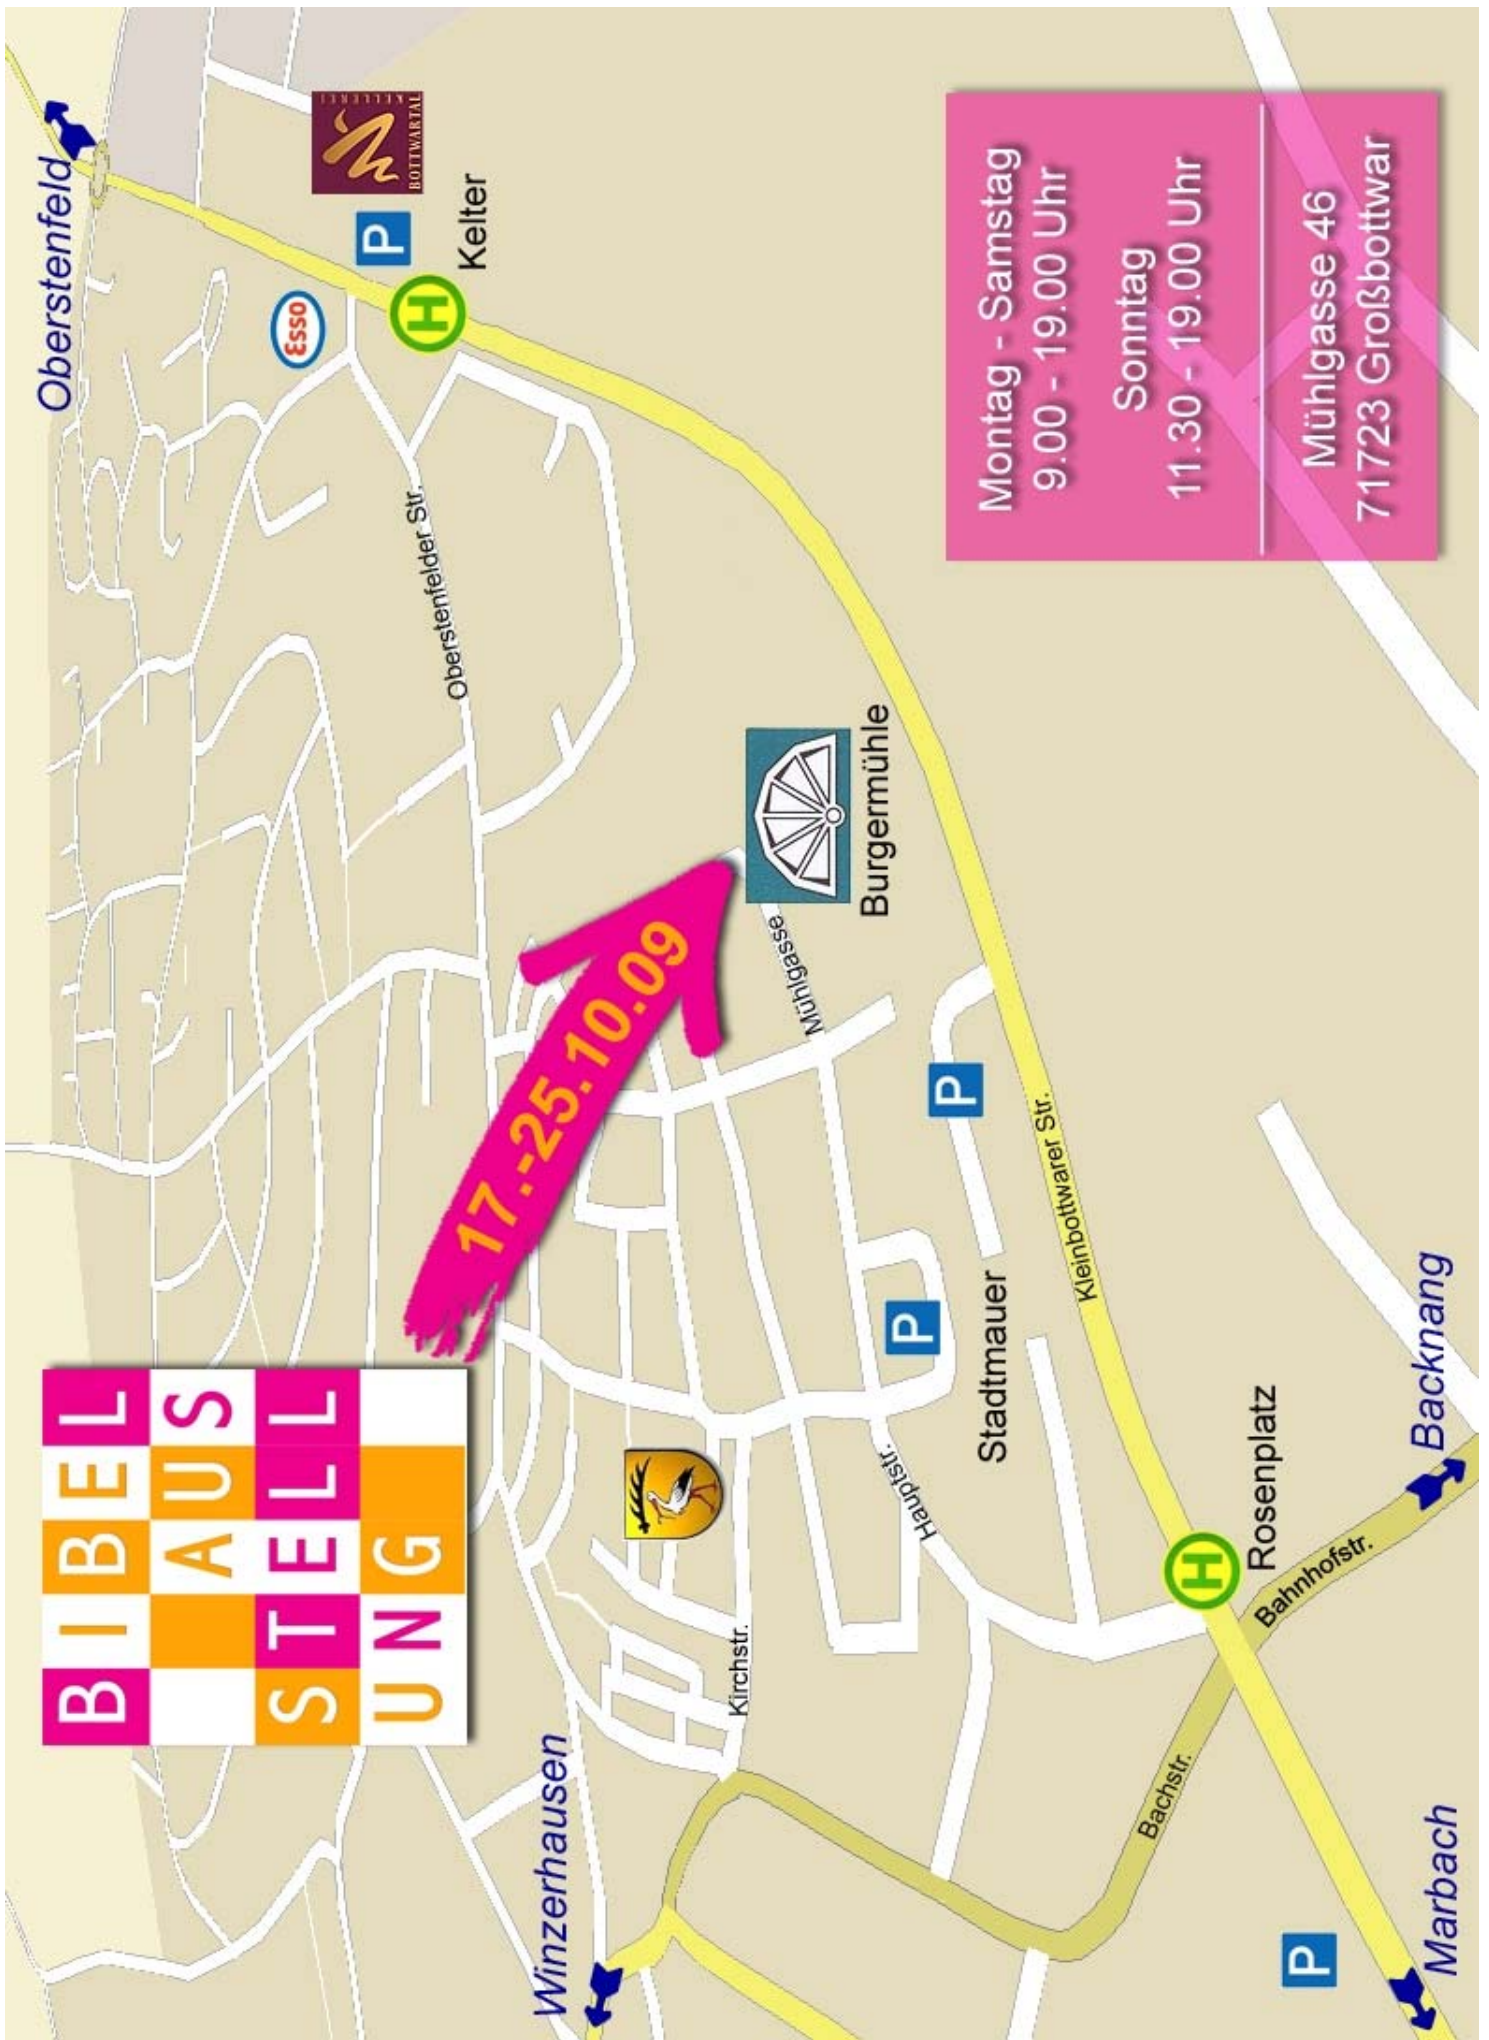 BIBEL
AUS
STELL
UNG
17.-25.10.09
Oberstenfeld
Esso
P
H
Kelter
BOTTWARTAL
KELLEREI
Oberstenfelder Str.
Mühlgasse
Burgermühle
P
P
Stadtmauer
Hauptstr.
Kirchstr.
Kleinbottwarer Str.
Winzerhausen
Bachstr.
H
Rosenplatz
Bahnhofstr.
Backnang
P
Marbach
Montag - Samstag
9.00 - 19.00 Uhr
Sonntag
11.30 - 19.00 Uhr
Mühlgasse 46
71723 Großbottwar